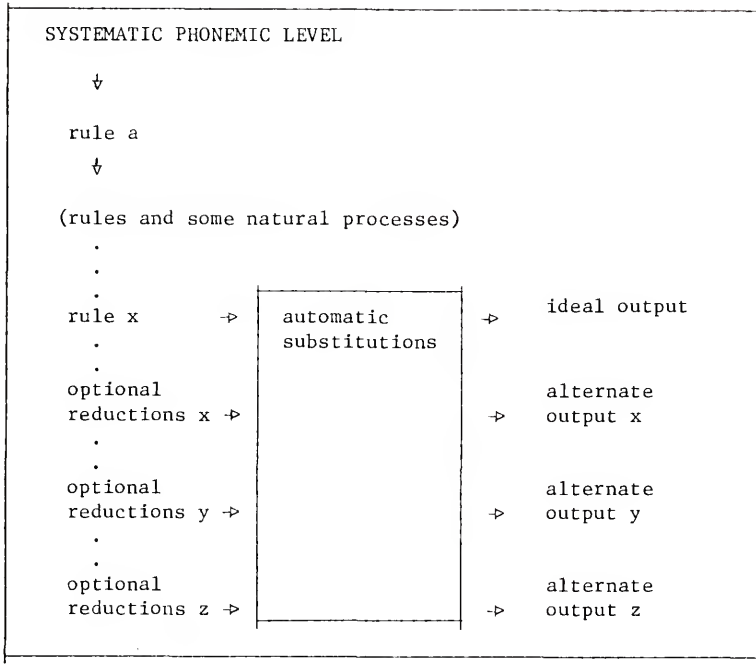 SYSTEMATIC PHONEMIC LEVEL
rule a
(rules and some natural processes)
.
.
.
rule x automatic ideal output
substitutions
.
.
optional alternate
reductions x output x
.
.
optional alternate
reductions y output y
.
.
optional alternate
reductions z output z